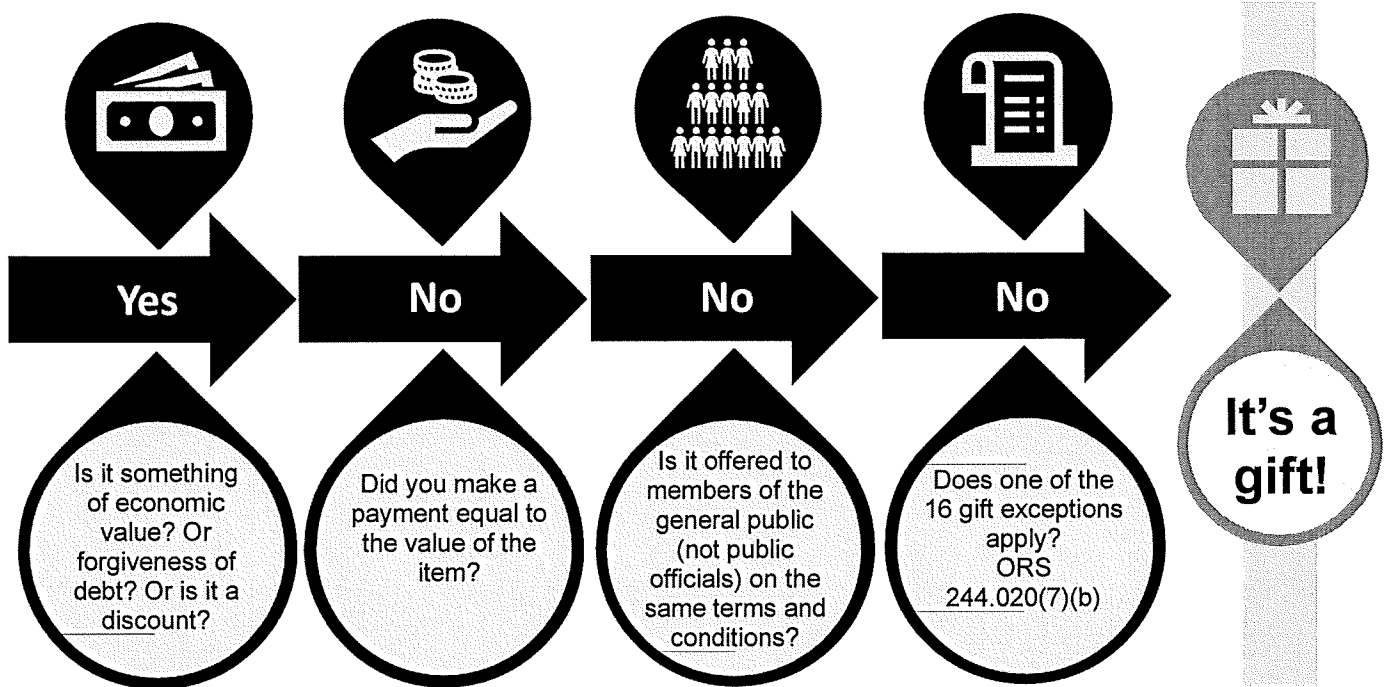 Yes
No
No
No
Is it something
of economic
value? Or
forgiveness of
debt? Or is it a
discount?
Did you make a
payment equal to
the value of the
item?
Is it offered to
members of the
general public
(not public
officials) on the
same terms and
conditions?
Does one of the
16 gift exceptions
apply?
ORS
244.020(7)(b)
It's a
gift!